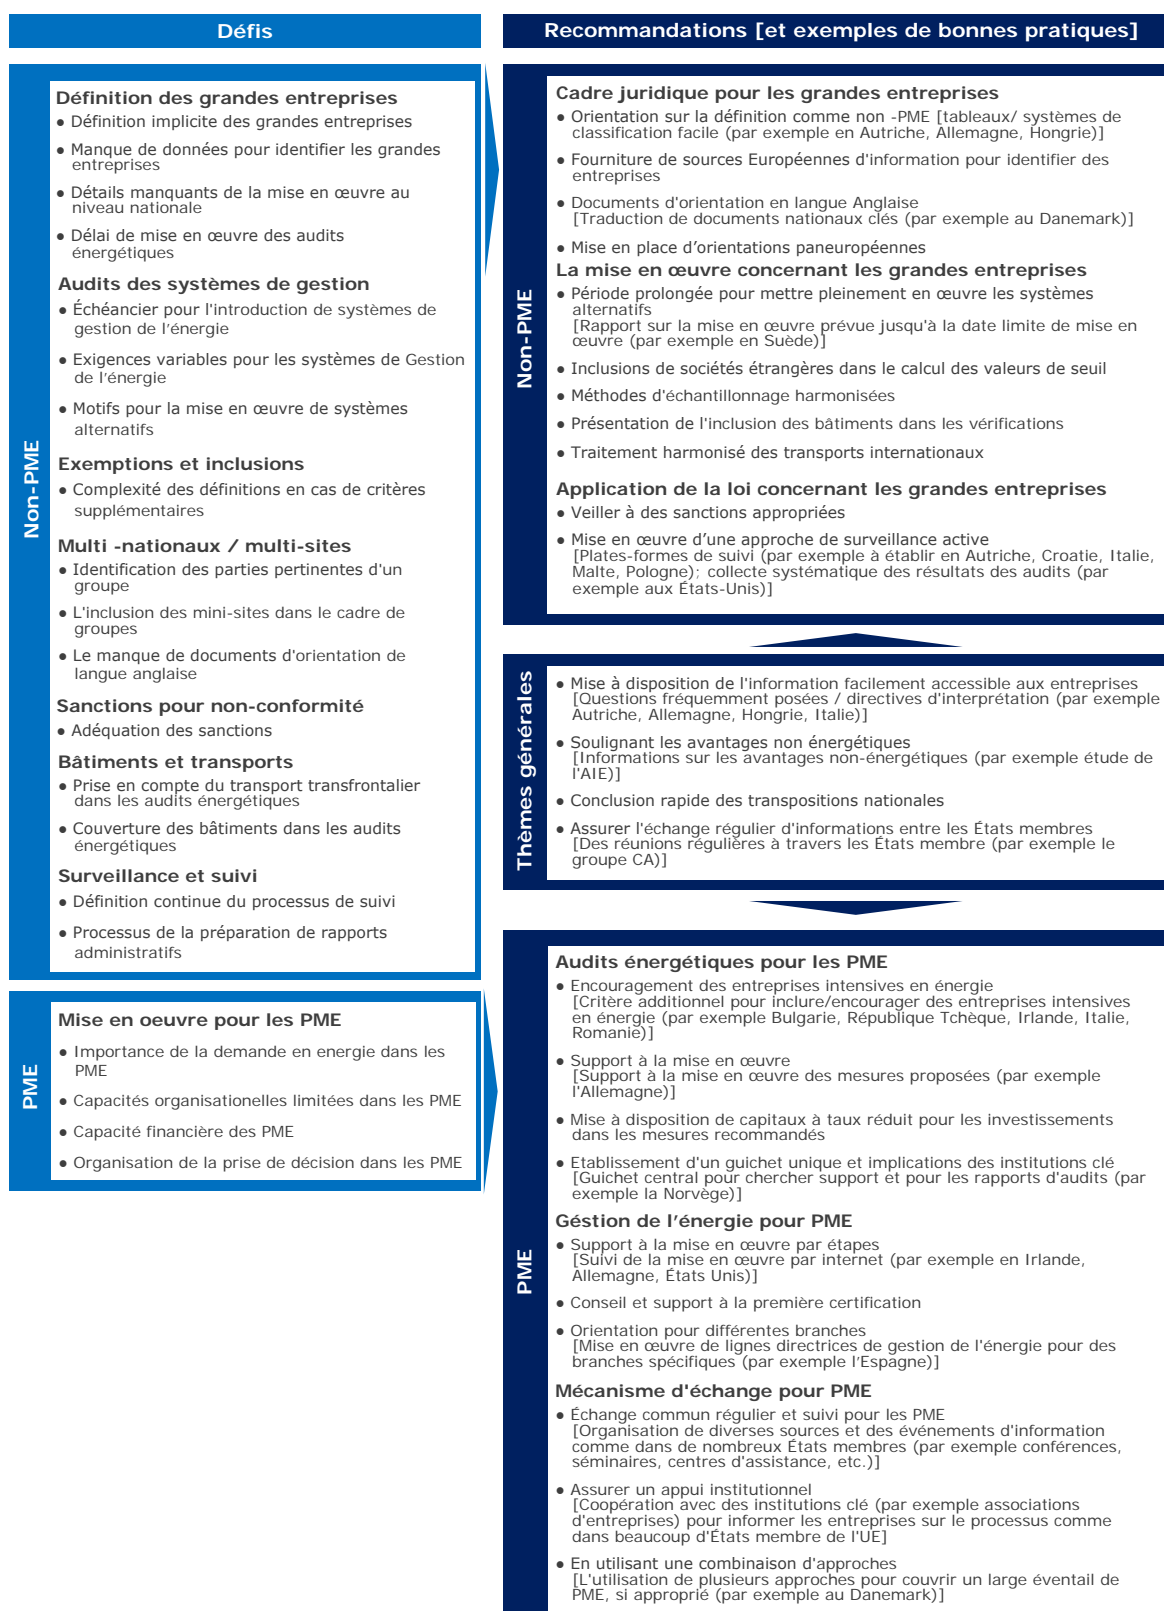 Défis
Non-PME
Définition des grandes entreprises
● Définition implicite des grandes entreprises
● Manque de données pour identifier les grandes
entreprises
● Détails manquants de la mise en œuvre au
niveau nationale
● Délai de mise en œuvre des audits
énergétiques
Audits des systèmes de gestion
● Échéancier pour l'introduction de systèmes de
gestion de l’énergie
● Exigences variables pour les systèmes de Gestion
de l’énergie
● Motifs pour la mise en œuvre de systèmes
alternatifs
Exemptions et inclusions
● Complexité des définitions en cas de critères
supplémentaires
Multi -nationaux / multi-sites
● Identification des parties pertinentes d'un
groupe
● L'inclusion des mini-sites dans le cadre de
groupes
● Le manque de documents d'orientation de
langue anglaise
Sanctions pour non-conformité
● Adéquation des sanctions
Bâtiments et transports
● Prise en compte du transport transfrontalier
dans les audits énergétiques
● Couverture des bâtiments dans les audits
énergétiques
Surveillance et suivi
● Définition continue du processus de suivi
● Processus de la préparation de rapports
administratifs
PME
Mise en oeuvre pour les PME
● Importance de la demande en energie dans les
PME
● Capacités organisationelles limitées dans les PME
● Capacité financière des PME
● Organisation de la prise de décision dans les PME
Recommandations [et exemples de bonnes pratiques]
Non-PME
Cadre juridique pour les grandes entreprises
● Orientation sur la définition comme non -PME [tableaux/ systèmes de
classification facile (par exemple en Autriche, Allemagne, Hongrie)]
● Fourniture de sources Européennes d'information pour identifier des
entreprises
● Documents d'orientation en langue Anglaise
[Traduction de documents nationaux clés (par exemple au Danemark)]
● Mise en place d’orientations paneuropéennes
La mise en œuvre concernant les grandes entreprises
● Période prolongée pour mettre pleinement en œuvre les systèmes
alternatifs
[Rapport sur la mise en œuvre prévue jusqu'à la date limite de mise en
œuvre (par exemple en Suède)]
● Inclusions de sociétés étrangères dans le calcul des valeurs de seuil
● Méthodes d'échantillonnage harmonisées
● Présentation de l'inclusion des bâtiments dans les vérifications
● Traitement harmonisé des transports internationaux
Application de la loi concernant les grandes entreprises
● Veiller à des sanctions appropriées
● Mise en œuvre d’une approche de surveillance active
[Plates-formes de suivi (par exemple à établir en Autriche, Croatie, Italie,
Malte, Pologne); collecte systématique des résultats des audits (par
exemple aux États-Unis)]
Thèmes générales
● Mise à disposition de l'information facilement accessible aux entreprises
[Questions fréquemment posées / directives d'interprétation (par exemple
Autriche, Allemagne, Hongrie, Italie)]
● Soulignant les avantages non énergétiques
[Informations sur les avantages non-énergétiques (par exemple étude de
l'AIE)]
● Conclusion rapide des transpositions nationales
● Assurer l'échange régulier d'informations entre les États membres
[Des réunions régulières à travers les États membre (par exemple le
groupe CA)]
PME
Audits énergétiques pour les PME
● Encouragement des entreprises intensives en énergie
[Critère additionnel pour inclure/encourager des entreprises intensives
en énergie (par exemple Bulgarie, République Tchèque, Irlande, Italie,
Romanie)]
● Support à la mise en œuvre
[Support à la mise en œuvre des mesures proposées (par exemple
l'Allemagne)]
● Mise à disposition de capitaux à taux réduit pour les investissements
dans les mesures recommandés
● Etablissement d'un guichet unique et implications des institutions clé
[Guichet central pour chercher support et pour les rapports d'audits (par
exemple la Norvège)]
Géstion de l’énergie pour PME
● Support à la mise en œuvre par étapes
[Suivi de la mise en œuvre par internet (par exemple en Irlande,
Allemagne, États Unis)]
● Conseil et support à la première certification
● Orientation pour différentes branches
[Mise en œuvre de lignes directrices de gestion de l'énergie pour des
branches spécifiques (par exemple l’Espagne)]
Mécanisme d'échange pour PME
● Échange commun régulier et suivi pour les PME
[Organisation de diverses sources et des événements d'information
comme dans de nombreux États membres (par exemple conférences,
séminaires, centres d'assistance, etc.)]
● Assurer un appui institutionnel
[Coopération avec des institutions clé (par exemple associations
d'entreprises) pour informer les entreprises sur le processus comme
dans beaucoup d'États membre de l'UE]
● En utilisant une combinaison d'approches
[L'utilisation de plusieurs approches pour couvrir un large éventail de
PME, si approprié (par exemple au Danemark)]